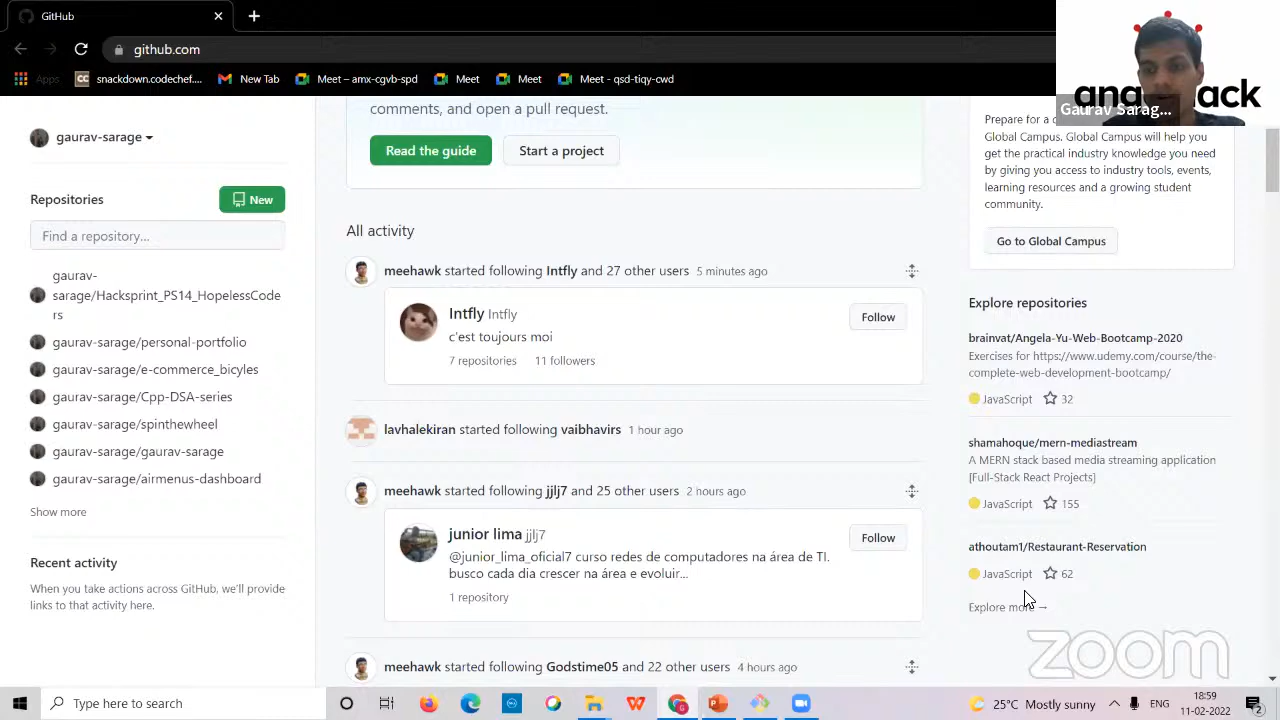 GitHub
github.com
Apps
CC
snackdown.codechef....
New Tab
Meet – amx-cgvb-spd
Meet
Meet
Meet - qsd-tiqy-cwd
Gaurav Sarag...
ack
gaurav-sarage
Repositories
New
Find a repository...
gaurav-
sarage/Hacksprint_PS14_HopelessCode
rs
gaurav-sarage/personal-portfolio
gaurav-sarage/e-commerce_bicyles
gaurav-sarage/Cpp-DSA-series
gaurav-sarage/spinthewheel
gaurav-sarage/gaurav-sarage
gaurav-sarage/airmenus-dashboard
Show more
Recent activity
When you take actions across GitHub, we'll provide
links to that activity here.
comments, and open a pull request.
Read the guide
Start a project
All activity
meehawk started following Intfly and 27 other users 5 minutes ago
Intfly Intfly
Follow
c'est toujours moi
7 repositories 11 followers
lavhalekiran started following vaibhavirs 1 hour ago
meehawk started following jjlj7 and 25 other users 2 hours ago
junior lima jjlj7
Follow
@junior_lima_oficial7 curso redes de computadores na área de TI.
busco cada dia crescer na área e evoluir...
1 repository
meehawk started following Godstime05 and 22 other users 4 hours ago
Global Campus. Global Campus will help you
get the practical industry knowledge you need
by giving you access to industry tools, events,
learning resources and a growing student
community.
Go to Global Campus
Explore repositories
brainvat/Angela-Yu-Web-Bootcamp-2020
Exercises for https://www.udemy.com/course/the-
complete-web-development-bootcamp/
JavaScript 32
shamahoque/mern-mediastream
A MERN stack based media streaming application
[Full-Stack React Projects]
JavaScript 155
athoutam1/Restaurant-Reservation
JavaScript 62
Explore more →
zoom
Type here to search
25°C Mostly sunny
ENG
18:59
11-02-2022
2